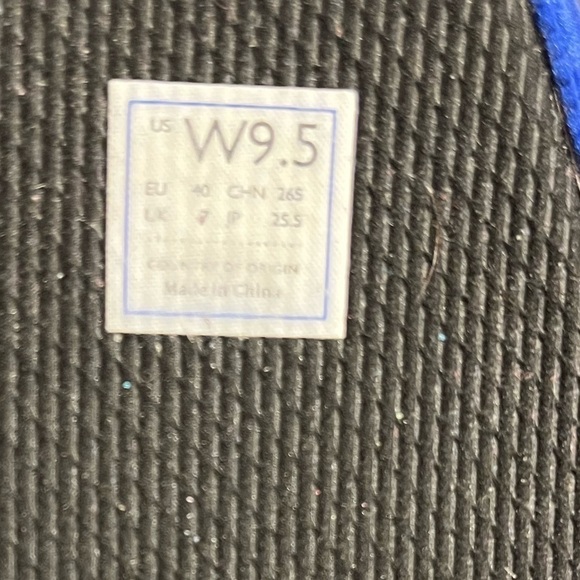 US W9.5
EU 40 CHN 265
UK 7 JP 25.5
COUNTRY OF ORIGIN
Made in China